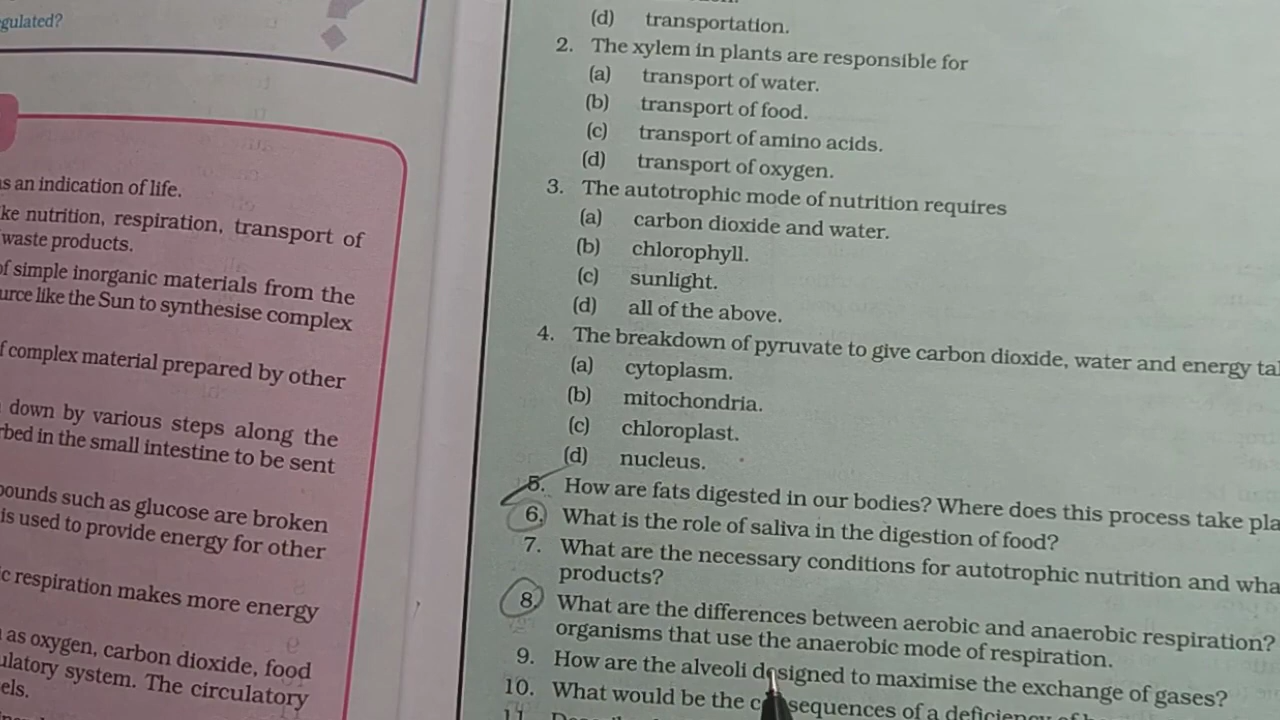 egulated?
as an indication of life.
ke nutrition, respiration, transport of
waste products.
of simple inorganic materials from the
urce like the Sun to synthesise complex
f complex material prepared by other
down by various steps along the
rbed in the small intestine to be sent
pounds such as glucose are broken
is used to provide energy for other
c respiration makes more energy
as oxygen, carbon dioxide, food
ulatory system. The circulatory
els.
(d) transportation.
2. The xylem in plants are responsible for
(a) transport of water.
(b) transport of food.
(c) transport of amino acids.
(d) transport of oxygen.
3. The autotrophic mode of nutrition requires
(a) carbon dioxide and water.
(b) chlorophyll.
(c) sunlight.
(d) all of the above.
4. The breakdown of pyruvate to give carbon dioxide, water and energy ta
(a) cytoplasm.
(b) mitochondria.
(c) chloroplast.
(d) nucleus.
5. How are fats digested in our bodies? Where does this process take pla
6. What is the role of saliva in the digestion of food?
7. What are the necessary conditions for autotrophic nutrition and wha
products?
8. What are the differences between aerobic and anaerobic respiration?
organisms that use the anaerobic mode of respiration.
9. How are the alveoli designed to maximise the exchange of gases?
10. What would be the consequences of a deficiency of
11.